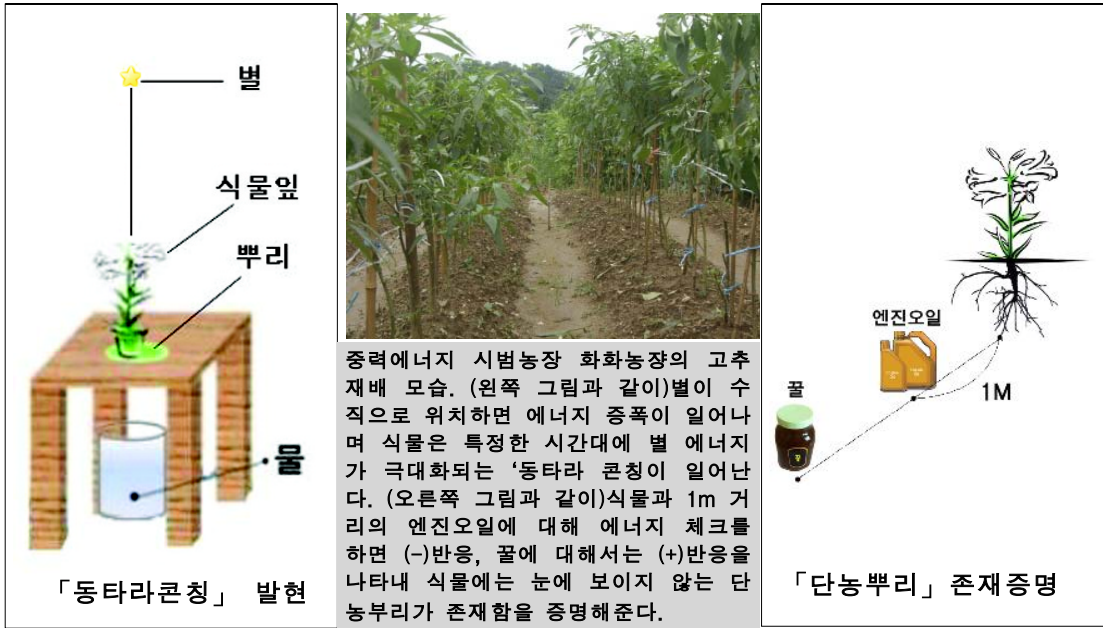 별
식물잎
뿌리
물
「동타라콘칭」 발현
중력에너지 시범농장 화화농쟝의 고추
재배 모습. (왼쪽 그림과 같이)별이 수
직으로 위치하면 에너지 증폭이 일어나
며 식물은 특정한 시간대에 별 에너지
가 극대화되는 ‘동타라 콘칭이 일어난
다. (오른쪽 그림과 같이)식물과 1m 거
리의 엔진오일에 대해 에너지 체크를
하면 (-)반응, 꿀에 대해서는 (+)반응을
나타내 식물에는 눈에 보이지 않는 단
농부리가 존재함을 증명해준다.
엔진오일
꿀
1M
「단농뿌리」 존재증명